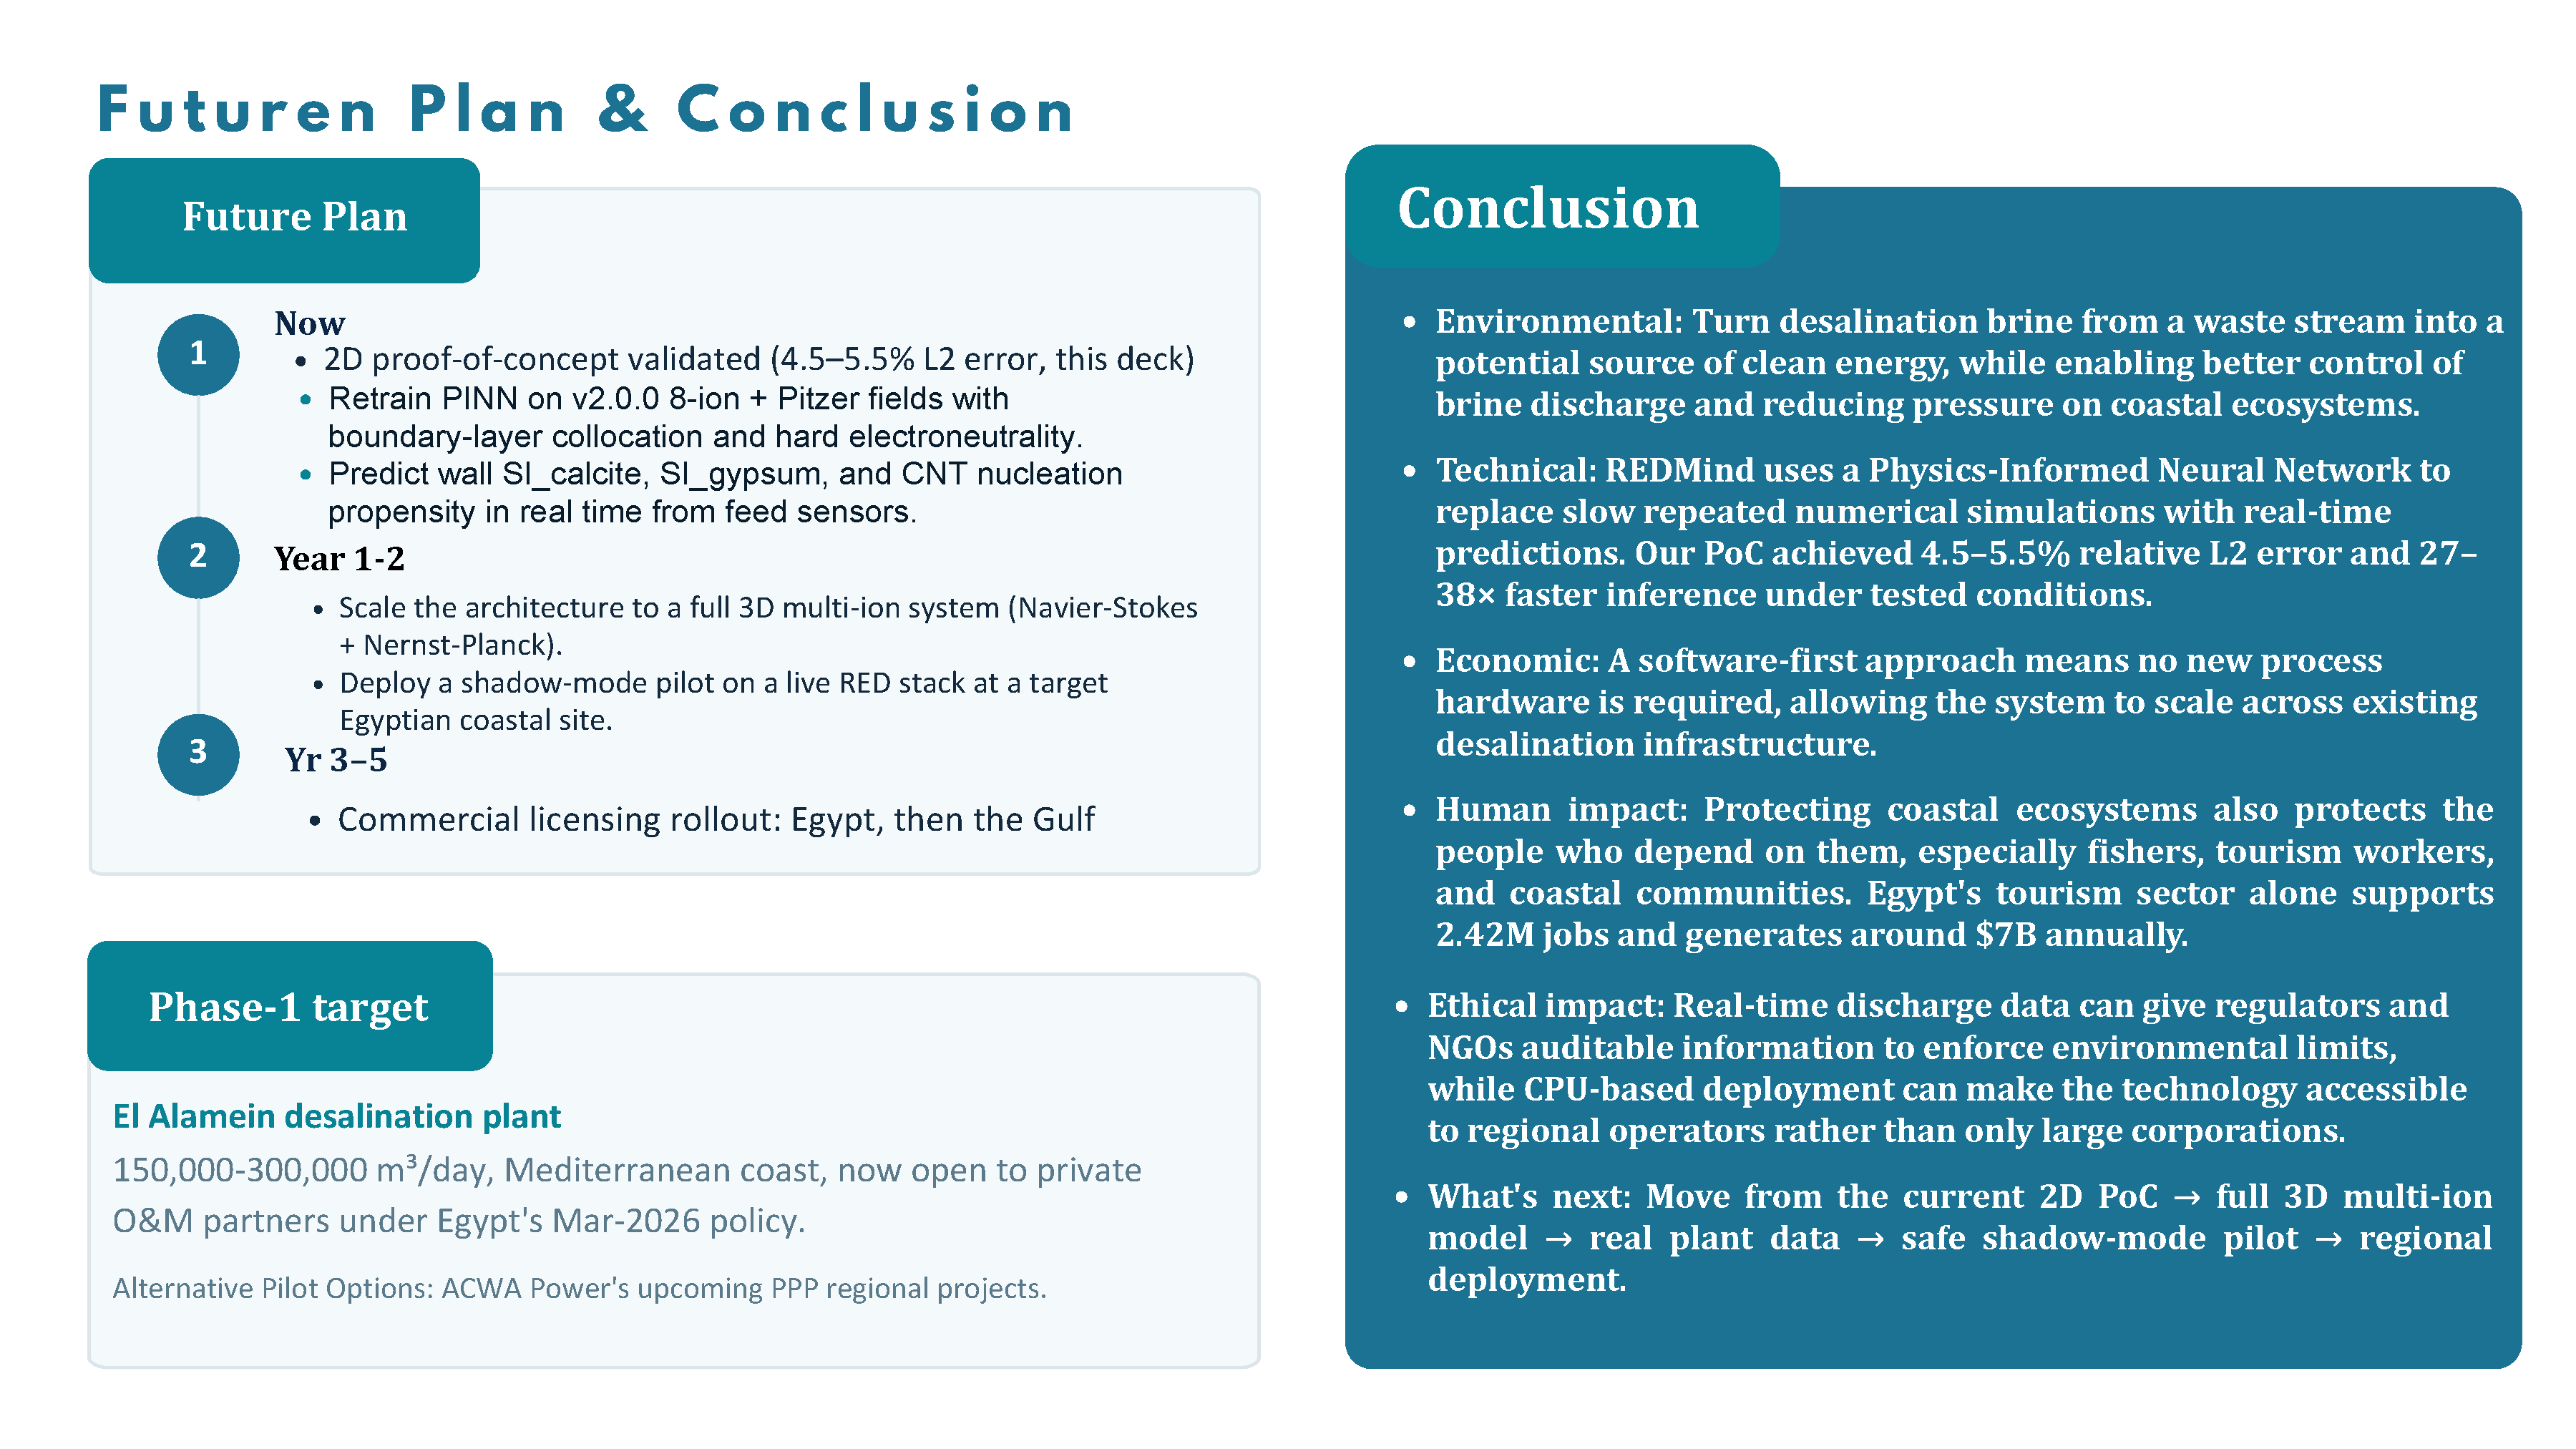 Futuren Plan & Conclusion
Future Plan
1
Now
• 2D proof-of-concept validated (4.5–5.5% L2 error, this deck)
• Retrain PINN on v2.0.0 8-ion + Pitzer fields with
boundary-layer collocation and hard electroneutrality.
• Predict wall SI_calcite, SI_gypsum, and CNT nucleation
propensity in real time from feed sensors.
2
Year 1-2
• Scale the architecture to a full 3D multi-ion system (Navier-Stokes
+ Nernst-Planck).
• Deploy a shadow-mode pilot on a live RED stack at a target
Egyptian coastal site.
3
Yr 3–5
• Commercial licensing rollout: Egypt, then the Gulf
Phase-1 target
El Alamein desalination plant
150,000-300,000 m³/day, Mediterranean coast, now open to private
O&M partners under Egypt's Mar-2026 policy.
Alternative Pilot Options: ACWA Power's upcoming PPP regional projects.
Conclusion
• Environmental: Turn desalination brine from a waste stream into a
potential source of clean energy, while enabling better control of
brine discharge and reducing pressure on coastal ecosystems.
• Technical: REDMind uses a Physics-Informed Neural Network to
replace slow repeated numerical simulations with real-time
predictions. Our PoC achieved 4.5–5.5% relative L2 error and 27–
38× faster inference under tested conditions.
• Economic: A software-first approach means no new process
hardware is required, allowing the system to scale across existing
desalination infrastructure.
• Human impact: Protecting coastal ecosystems also protects the
people who depend on them, especially fishers, tourism workers,
and coastal communities. Egypt's tourism sector alone supports
2.42M jobs and generates around $7B annually.
• Ethical impact: Real-time discharge data can give regulators and
NGOs auditable information to enforce environmental limits,
while CPU-based deployment can make the technology accessible
to regional operators rather than only large corporations.
• What's next: Move from the current 2D PoC → full 3D multi-ion
model → real plant data → safe shadow-mode pilot → regional
deployment.